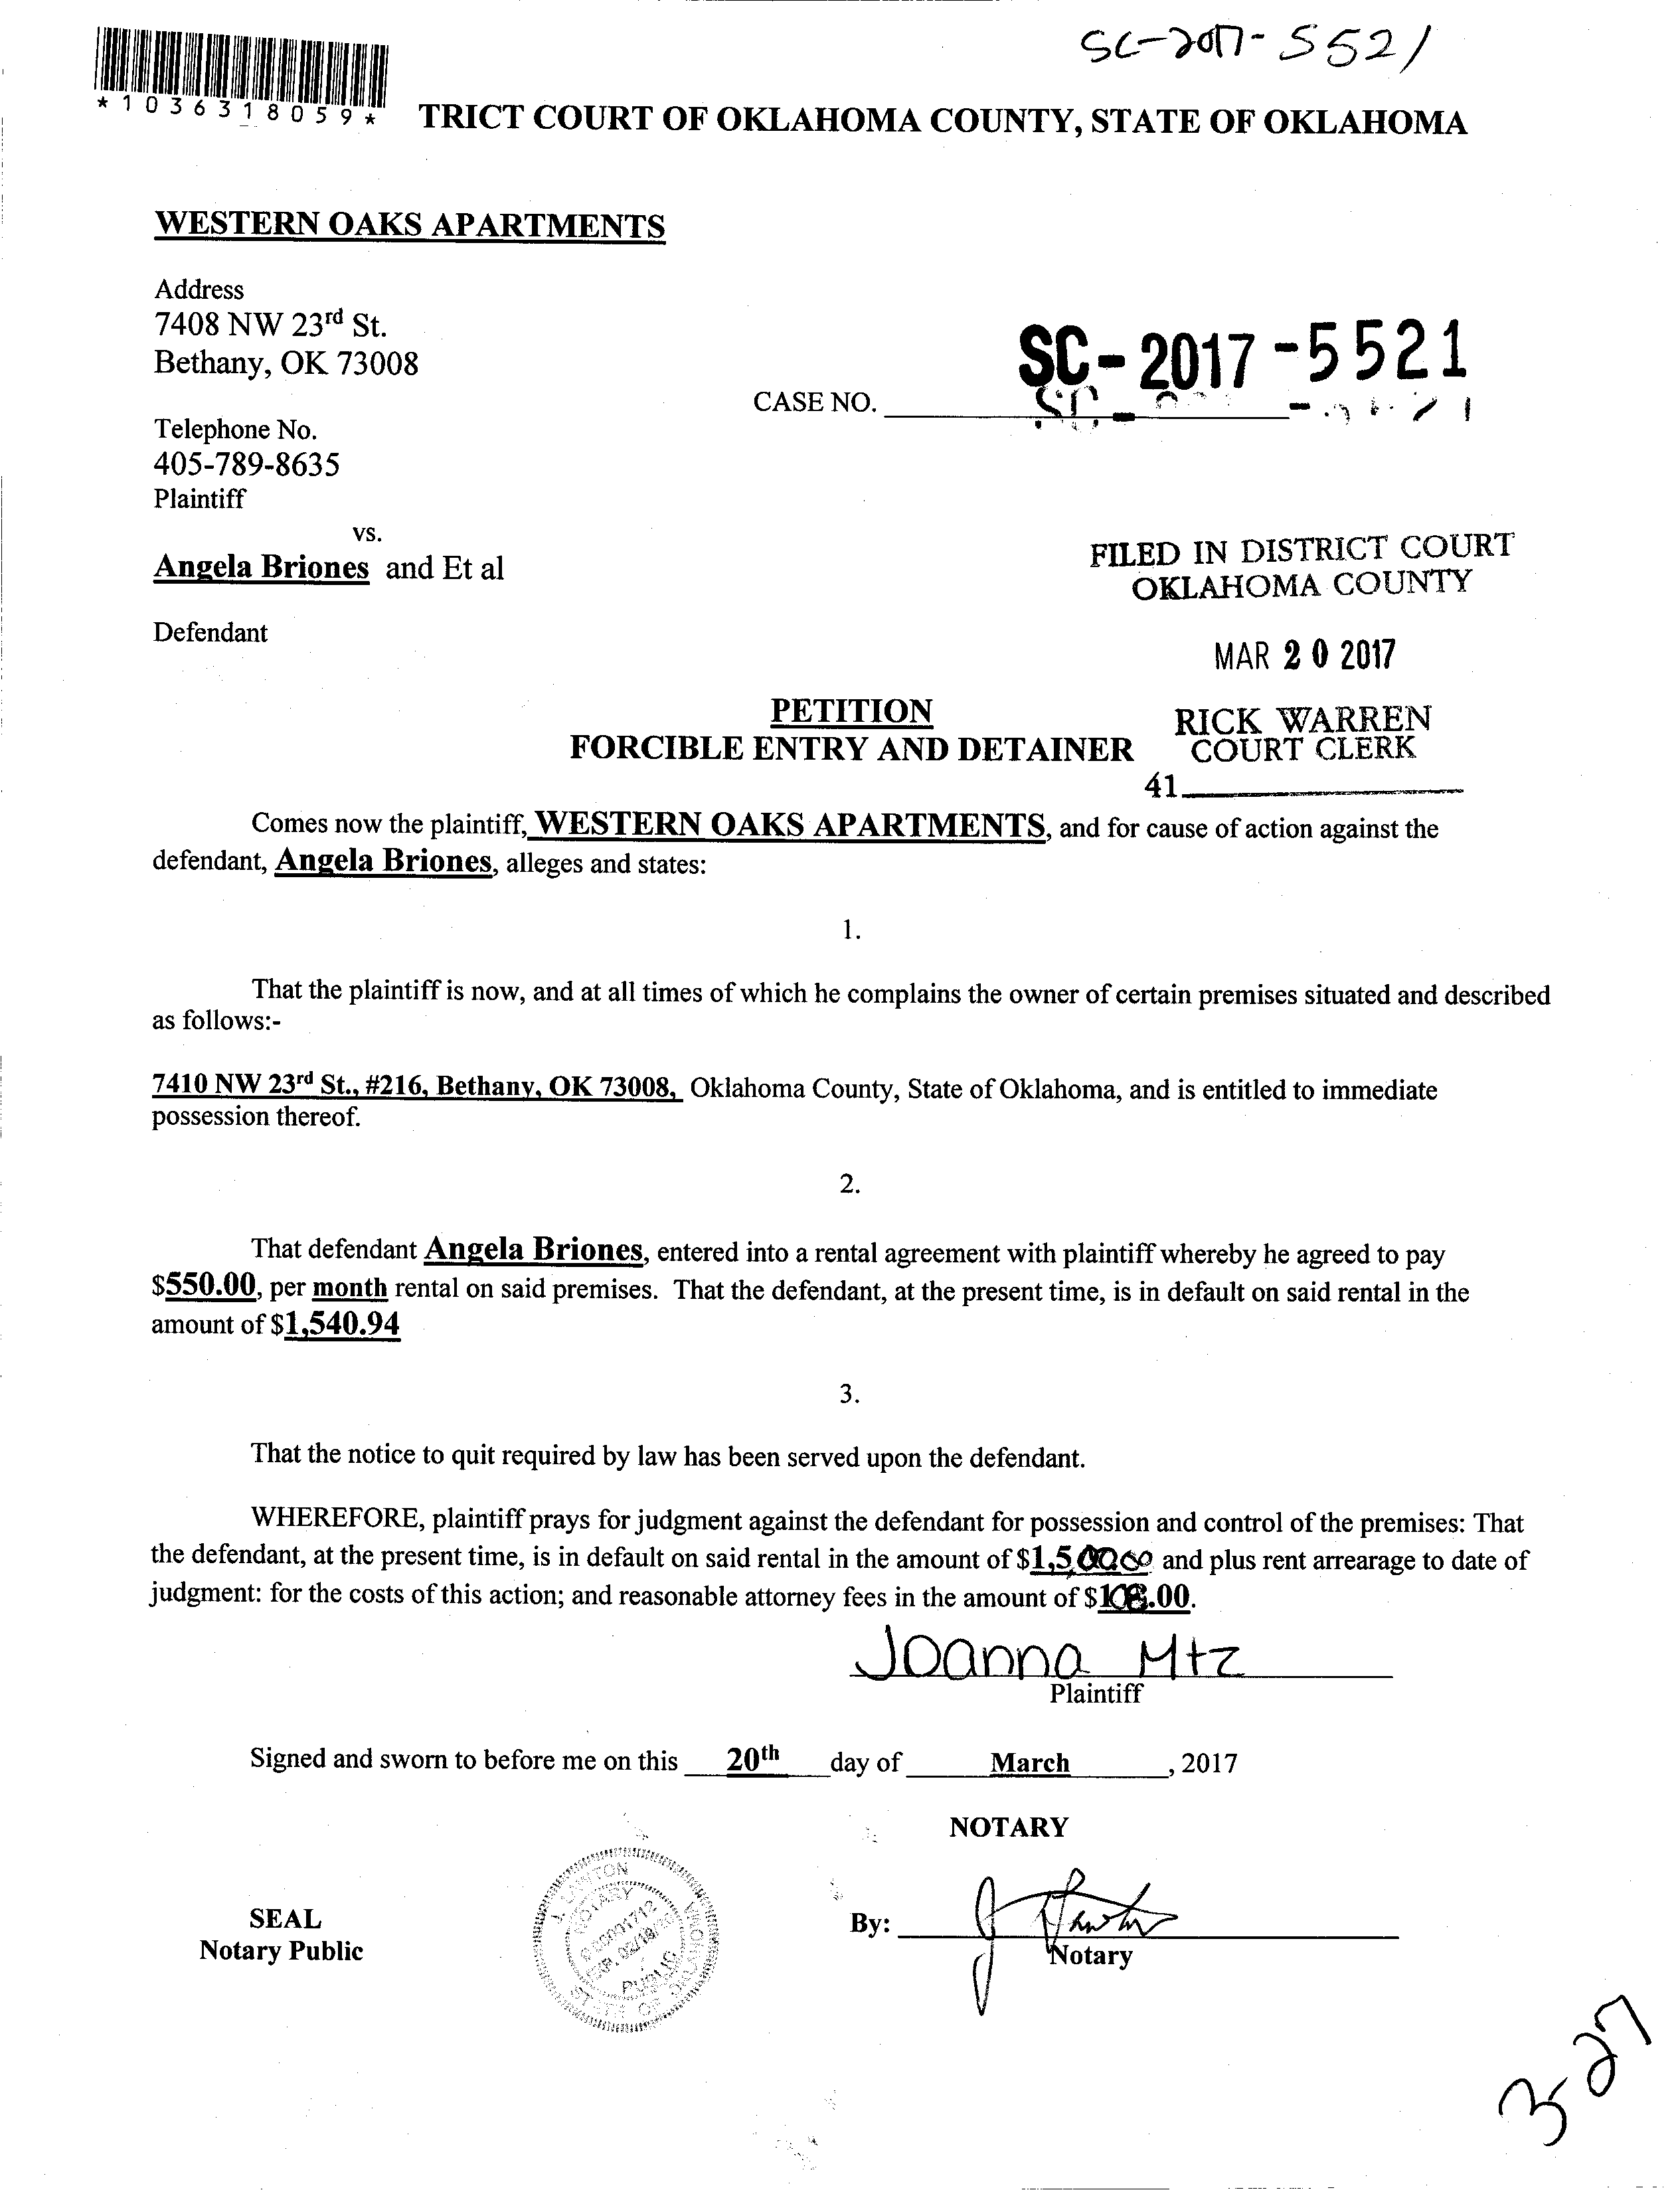 SC-2017-5521
*1036318059*
TRICT COURT OF OKLAHOMA COUNTY, STATE OF OKLAHOMA
WESTERN OAKS APARTMENTS
Address
7408 NW 23rd St.
Bethany, OK 73008
SC-2017-5521
CASE NO.
Telephone No.
405-789-8635
Plaintiff
vs.
Angela Briones and Et al
FILED IN DISTRICT COURT
OKLAHOMA COUNTY
Defendant
MAR 20 2017
PETITION
FORCIBLE ENTRY AND DETAINER
RICK WARREN
COURT CLERK
41
Comes now the plaintiff, WESTERN OAKS APARTMENTS, and for cause of action against the
defendant, Angela Briones, alleges and states:
1.
That the plaintiff is now, and at all times of which he complains the owner of certain premises situated and described
as follows:-
7410 NW 23rd St., #216, Bethany, OK 73008, Oklahoma County, State of Oklahoma, and is entitled to immediate
possession thereof.
2.
That defendant Angela Briones, entered into a rental agreement with plaintiff whereby he agreed to pay
$550.00, per month rental on said premises. That the defendant, at the present time, is in default on said rental in the
amount of $1,540.94
3.
That the notice to quit required by law has been served upon the defendant.
WHEREFORE, plaintiff prays for judgment against the defendant for possession and control of the premises: That
the defendant, at the present time, is in default on said rental in the amount of $1,500.00 and plus rent arrearage to date of
judgment: for the costs of this action; and reasonable attorney fees in the amount of
Joanna Mtz
Plaintiff
Signed and sworn to before me on this 20th day of March, 2017
NOTARY
SEAL
Notary Public
J. LAWTON
NOTARY
PUBLIC
STATE OF OKLAHOMA
By: J Lawton
Notary
3-27